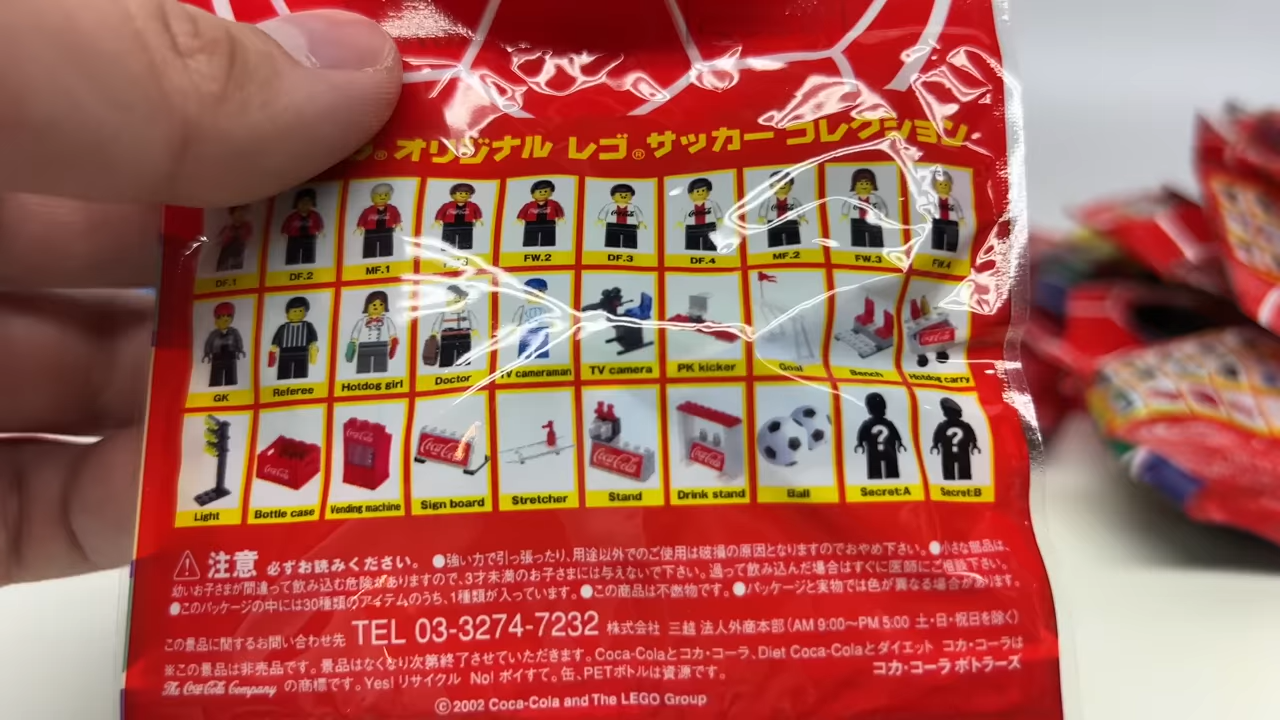 ® オリジナル レゴ® サッカー コレクション
DF.1 DF.2 MF.1 FW.2 DF.3 DF.4 MF.2 FW.3 FW.4
GK Referee Hotdog girl Doctor TV cameraman TV camera PK kicker Goal Bench Hotdog carry
Light Bottle case Vending machine Sign board Stretcher Stand Drink stand Ball Secret:A Secret:B
注意 必ずお読みください。 ●強い力で引っ張ったり、用途以外でのご使用は破損の原因となりますのでおやめ下さい。●小さな部品は、
幼いお子さまが間違って飲み込む危険がありますので、3才未満のお子さまには与えないで下さい。過って飲み込んだ場合はすぐに医師にご相談下さい。
●このパッケージの中には30種類のアイテムのうち、1種類が入っています。●この商品は不燃物です。●パッケージと実物では色が異なる場合があります。
この景品に関するお問い合わせ先 TEL 03-3274-7232 株式会社 三越 法人外商本部(AM 9:00〜PM 5:00 土・日・祝日を除く)
※この景品は非売品です。景品はなくなり次第終了させていただきます。Coca-Colaとコカ・コーラ、Diet Coca-Colaとダイエット コカ・コーラは
The Coca-Cola Company の商標です。Yes! リサイクル No! ポイすて。缶、PETボトルは資源です。 コカ・コーラ ボトラーズ
©2002 Coca-Cola and The LEGO Group